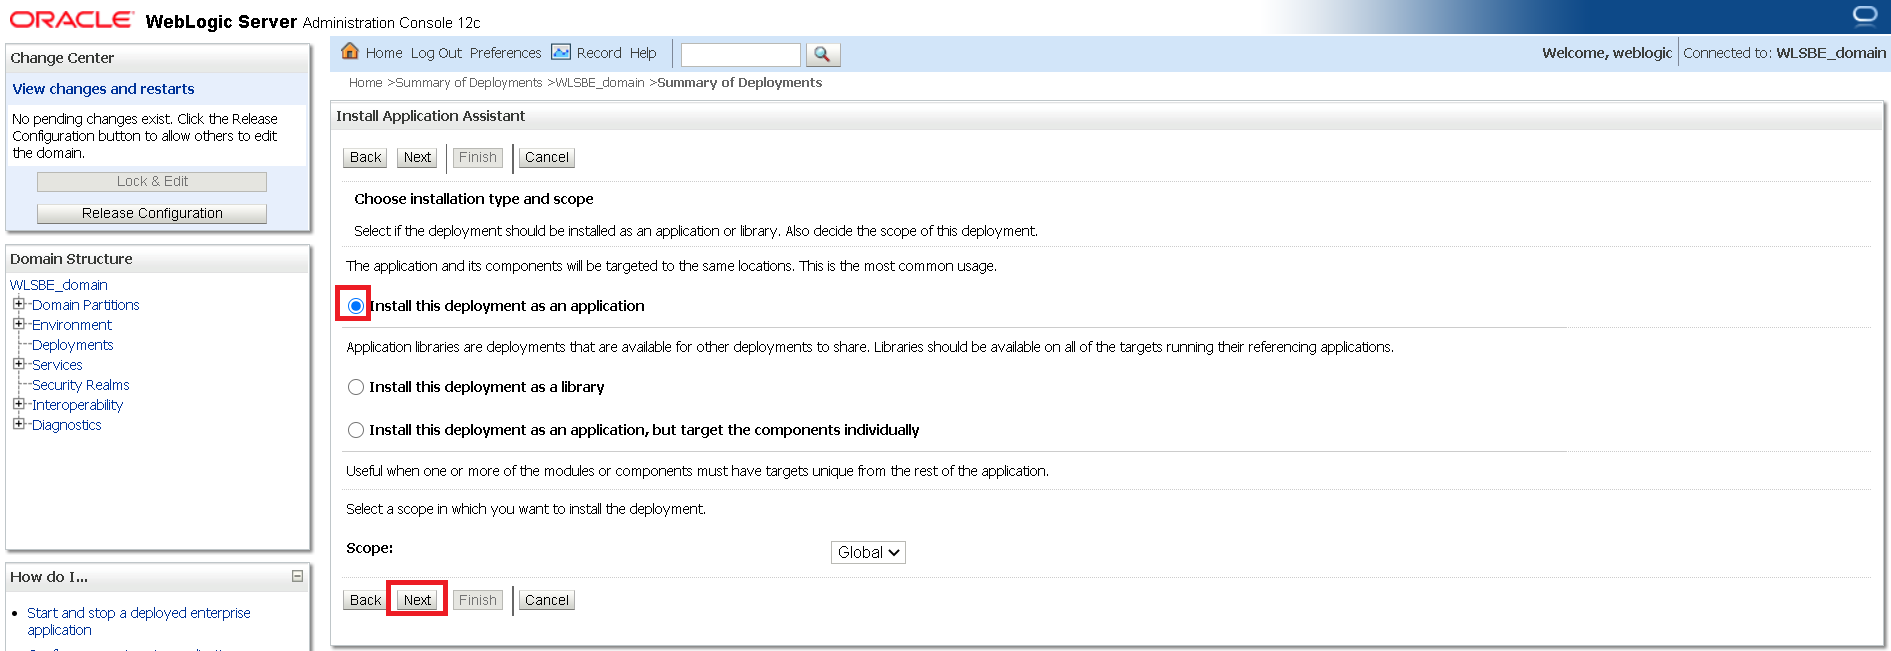 ORACLE WebLogic Server Administration Console 12c
Change Center
View changes and restarts
No pending changes exist. Click the Release
Configuration button to allow others to edit
the domain.
Lock & Edit
Release Configuration
Domain Structure
WLSBE_domain
Domain Partitions
Environment
Deployments
Services
Security Realms
Interoperability
Diagnostics
How do I...
Start and stop a deployed enterprise
application
Home Log Out Preferences Record Help
Welcome, weblogic Connected to: WLSBE_domain
Home >Summary of Deployments >WLSBE_domain >Summary of Deployments
Install Application Assistant
Back Next Finish Cancel
Choose installation type and scope
Select if the deployment should be installed as an application or library. Also decide the scope of this deployment.
The application and its components will be targeted to the same locations. This is the most common usage.
Install this deployment as an application
Application libraries are deployments that are available for other deployments to share. Libraries should be available on all of the targets running their referencing applications.
Install this deployment as a library
Install this deployment as an application, but target the components individually
Useful when one or more of the modules or components must have targets unique from the rest of the application.
Select a scope in which you want to install the deployment.
Scope: Global
Back Next Finish Cancel